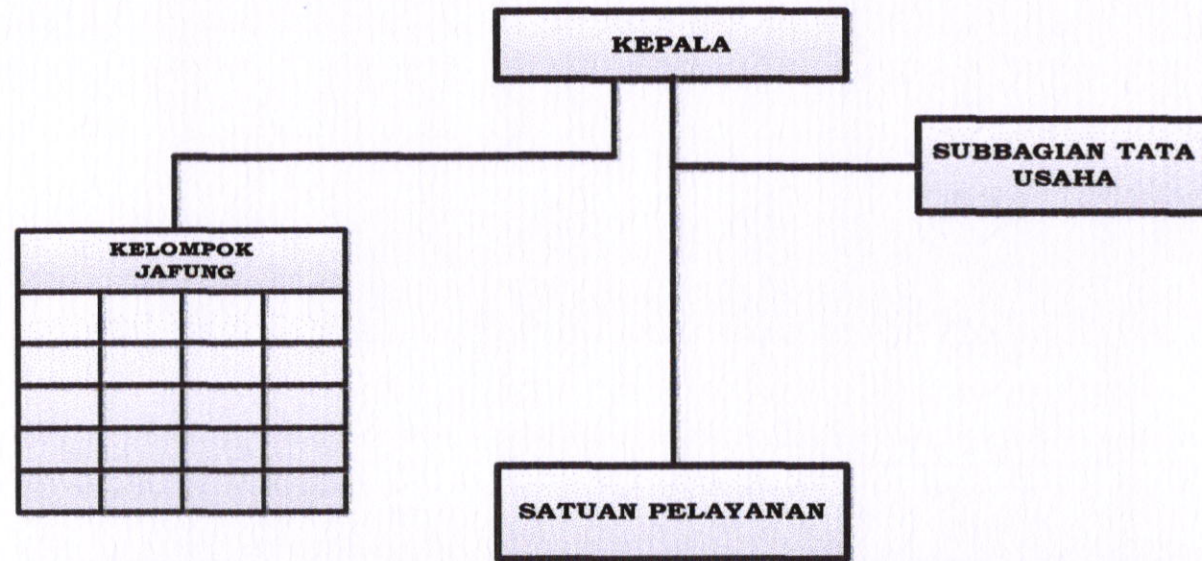 KEPALA
SUBBAGIAN TATA
USAHA
KELOMPOK
JAFUNG
SATUAN PELAYANAN